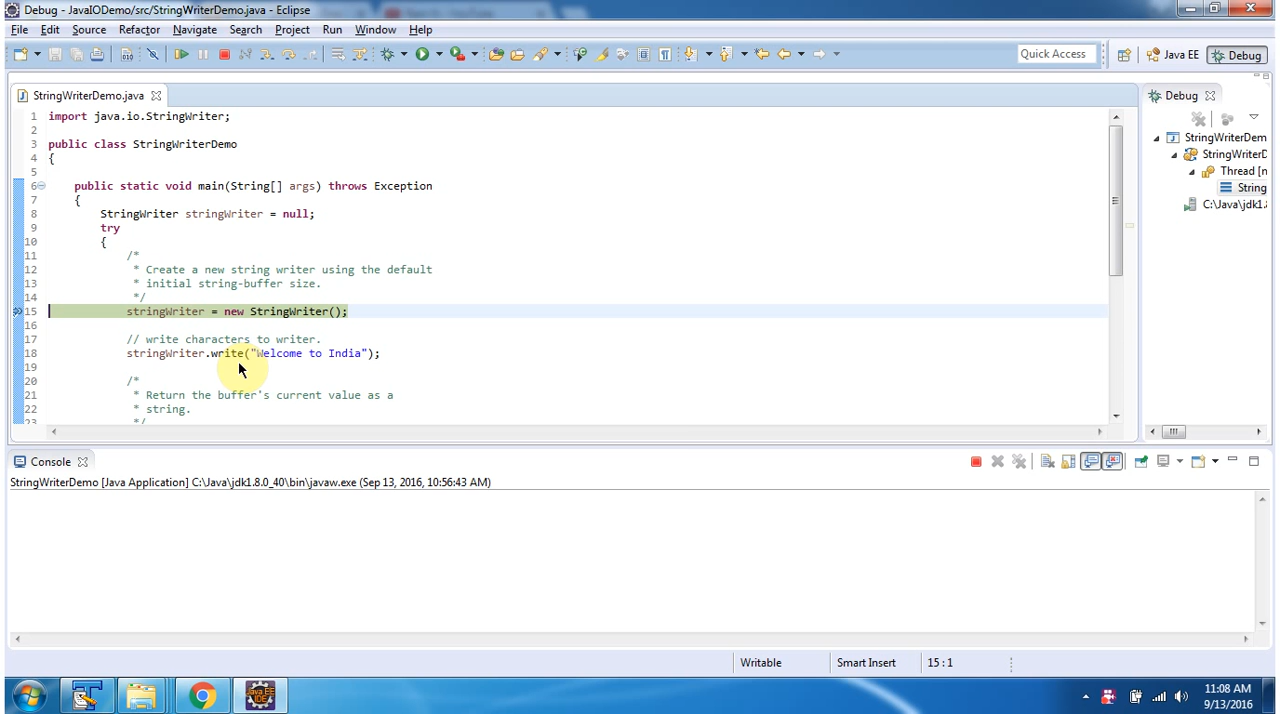 Debug - JavaIODemo/src/StringWriterDemo.java - Eclipse
File Edit Source Refactor Navigate Search Project Run Window Help
Quick Access Java EE Debug
StringWriterDemo.java
1 import java.io.StringWriter;
2
3 public class StringWriterDemo
4 {
5
6 public static void main(String[] args) throws Exception
7 {
8 StringWriter stringWriter = null;
9 try
10 {
11 /*
12 * Create a new string writer using the default
13 * initial string-buffer size.
14 */
15 stringWriter = new StringWriter();
16
17 // write characters to writer.
18 stringWriter.write("Welcome to India");
19
20 /*
21 * Return the buffer's current value as a
22 * string.
23 */
Debug
StringWriterDem
StringWriterD
Thread [n
String
C:\Java\jdk1.8
Console
StringWriterDemo [Java Application] C:\Java\jdk1.8.0_40\bin\javaw.exe (Sep 13, 2016, 10:56:43 AM)
Writable Smart Insert 15 : 1
Java EE
IDE
11:08 AM
9/13/2016